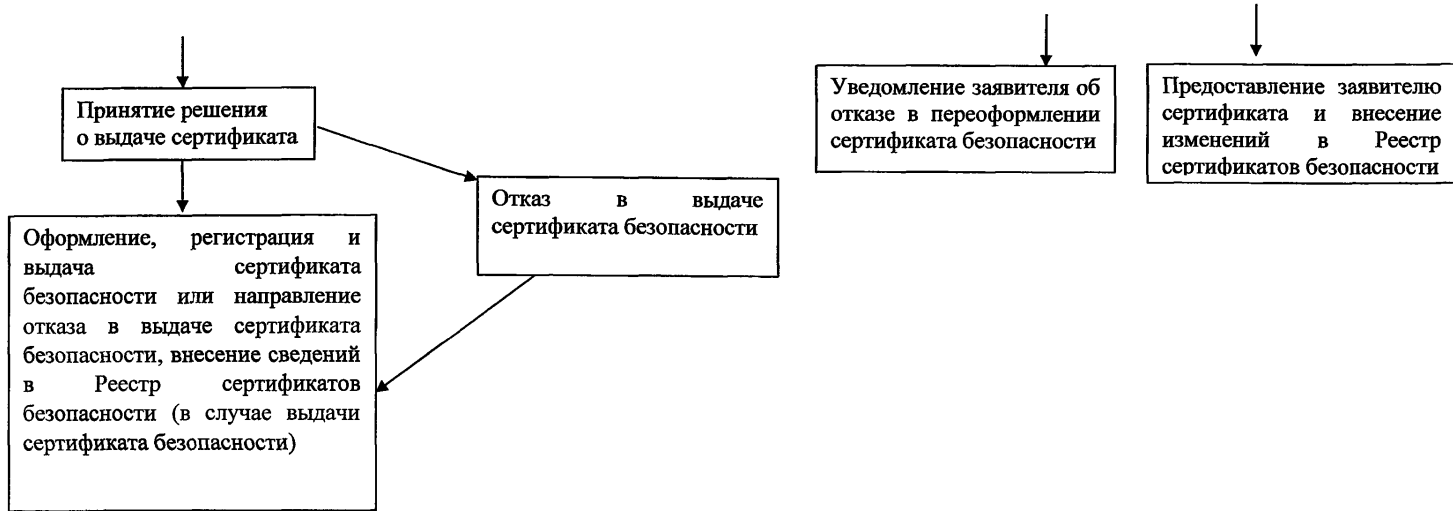 Принятие решения
о выдаче сертификата
Уведомление заявителя об
отказе в переоформлении
сертификата безопасности
Предоставление заявителю
сертификата и внесение
изменений в Реестр
сертификатов безопасности
Отказ в выдаче
сертификата безопасности
Оформление, регистрация и
выдача сертификата
безопасности или направление
отказа в выдаче сертификата
безопасности, внесение сведений
в Реестр сертификатов
безопасности (в случае выдачи
сертификата безопасности)